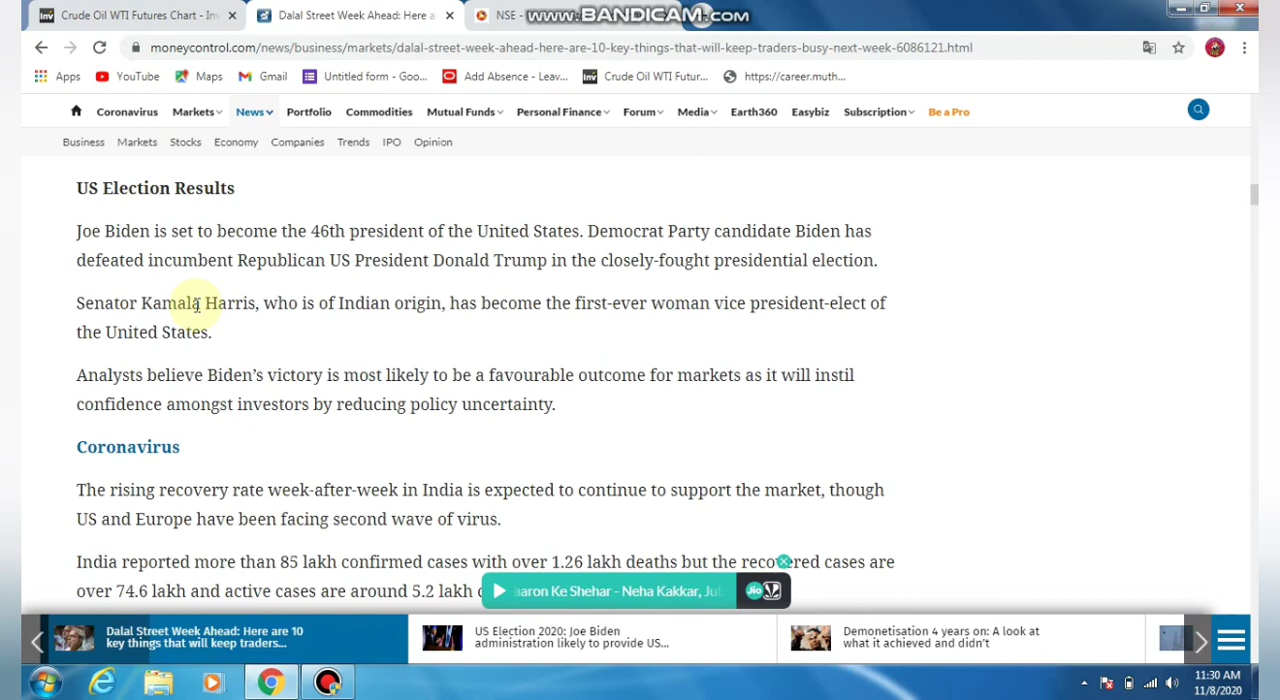 Crude Oil WTI Futures Chart - Inv
Dalal Street Week Ahead: Here a
NSE -
www.BANDICAM.com
moneycontrol.com/news/business/markets/dalal-street-week-ahead-here-are-10-key-things-that-will-keep-traders-busy-next-week-6086121.html
Apps YouTube Maps Gmail Untitled form - Goo... Add Absence - Leav... Inv Crude Oil WTI Futur... https://career.muth...
Coronavirus Markets News Portfolio Commodities Mutual Funds Personal Finance Forum Media Earth360 Easybiz Subscription Be a Pro
Business Markets Stocks Economy Companies Trends IPO Opinion
US Election Results
Joe Biden is set to become the 46th president of the United States. Democrat Party candidate Biden has
defeated incumbent Republican US President Donald Trump in the closely-fought presidential election.
Senator Kamala Harris, who is of Indian origin, has become the first-ever woman vice president-elect of
the United States.
Analysts believe Biden's victory is most likely to be a favourable outcome for markets as it will instil
confidence amongst investors by reducing policy uncertainty.
Coronavirus
The rising recovery rate week-after-week in India is expected to continue to support the market, though
US and Europe have been facing second wave of virus.
India reported more than 85 lakh confirmed cases with over 1.26 lakh deaths but the recovered cases are
over 74.6 lakh and active cases are around 5.2 lakh
aaron Ke Shehar - Neha Kakkar, Jub
Jio
Dalal Street Week Ahead: Here are 10
key things that will keep traders...
US Election 2020: Joe Biden
administration likely to provide US...
Demonetisation 4 years on: A look at
what it achieved and didn't
11:30 AM
11/8/2020